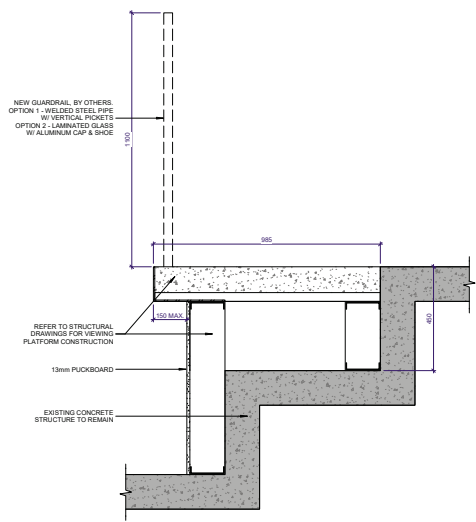 NEW GUARDRAIL, BY OTHERS.
OPTION 1 - WELDED STEEL PIPE
W/ VERTICAL PICKETS
OPTION 2 - LAMINATED GLASS
W/ ALUMINUM CAP & SHOE
1100
985
150 MAX.
450
REFER TO STRUCTURAL
DRAWINGS FOR VIEWING
PLATFORM CONSTRUCTION
13mm PUCKBOARD
EXISTING CONCRETE
STRUCTURE TO REMAIN